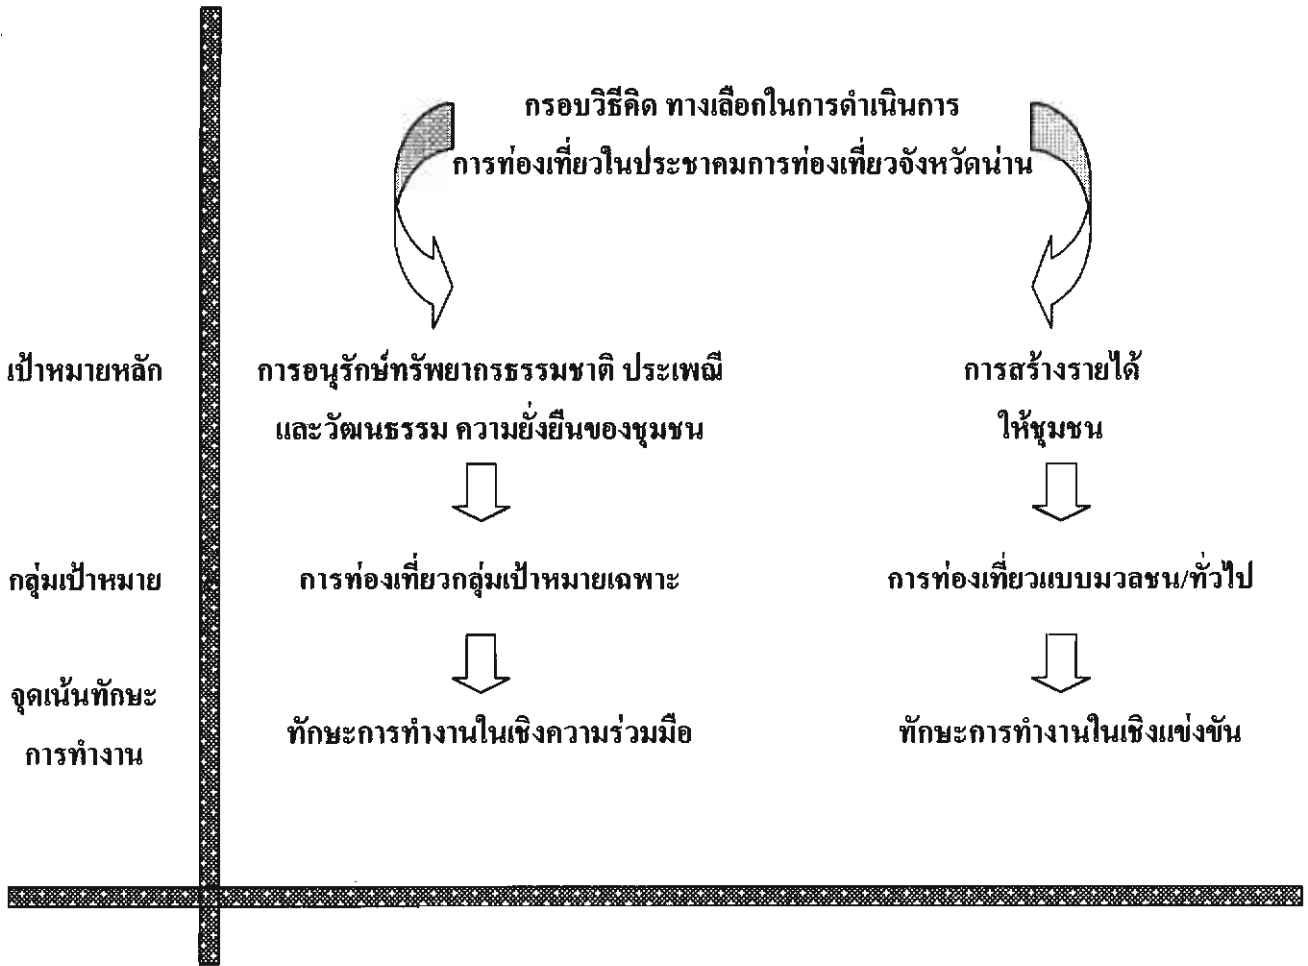 กรอบวิธีคิด ทางเลือกในการดำเนินการ
การท่องเที่ยวในประชาคมการท่องเที่ยวจังหวัดน่าน
เป้าหมายหลัก
การอนุรักษ์ทรัพยากรธรรมชาติ ประเพณี
และวัฒนธรรม ความยั่งยืนของชุมชน
การสร้างรายได้
ให้ชุมชน
กลุ่มเป้าหมาย
การท่องเที่ยวกลุ่มเป้าหมายเฉพาะ
การท่องเที่ยวแบบมวลชน/ทั่วไป
จุดเน้นทักษะ
การทำงาน
ทักษะการทำงานในเชิงความร่วมมือ
ทักษะการทำงานในเชิงแข่งขัน